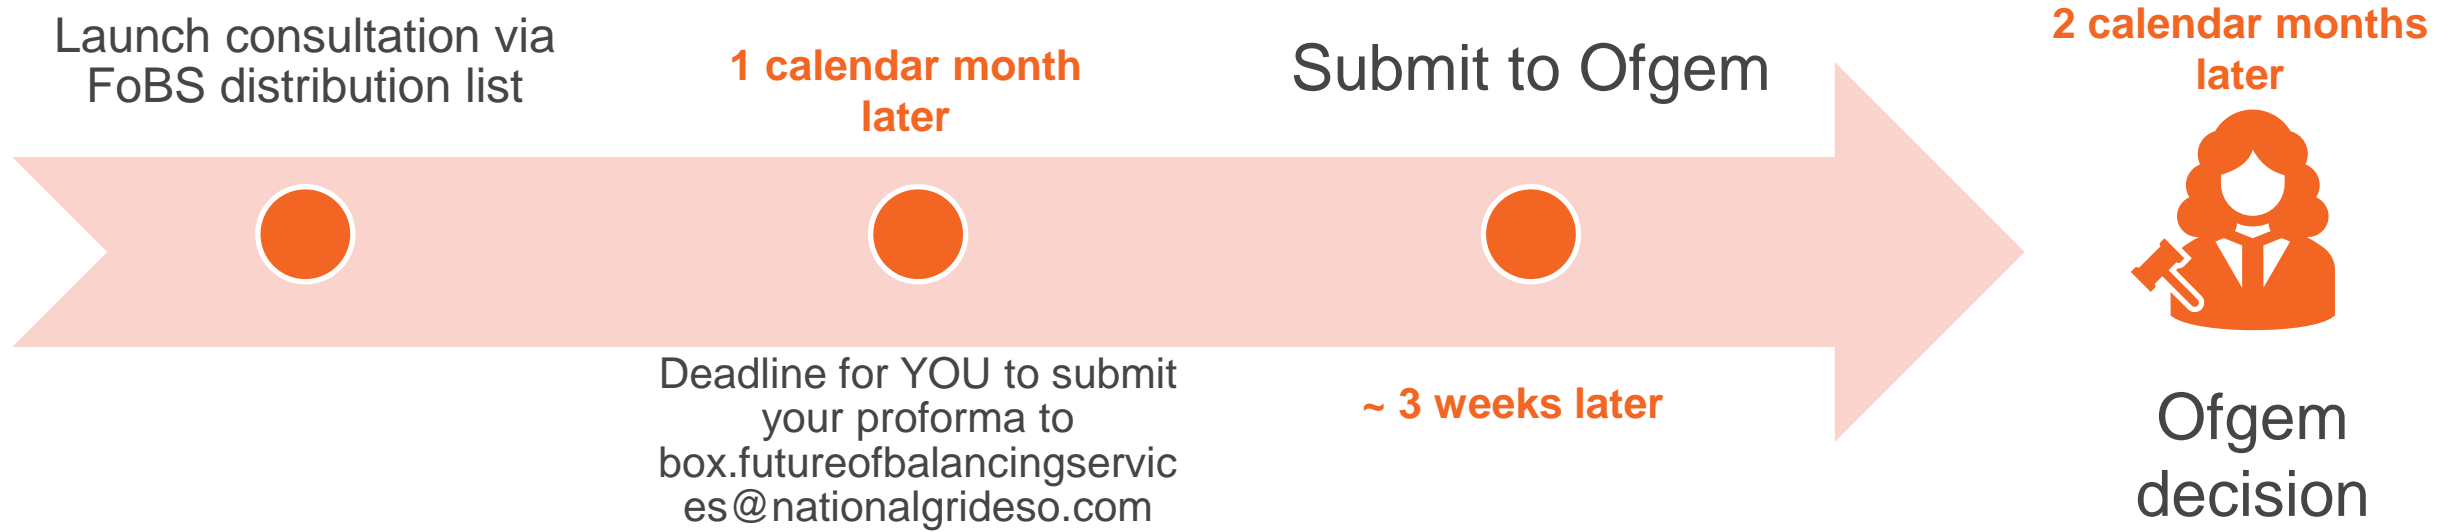 Launch consultation via
FoBS distribution list
1 calendar month
later
Deadline for YOU to submit
your proforma to
box.futureofbalancingservic
es@nationalgrideso.com
Submit to Ofgem
~ 3 weeks later
2 calendar months
later
Ofgem
decision